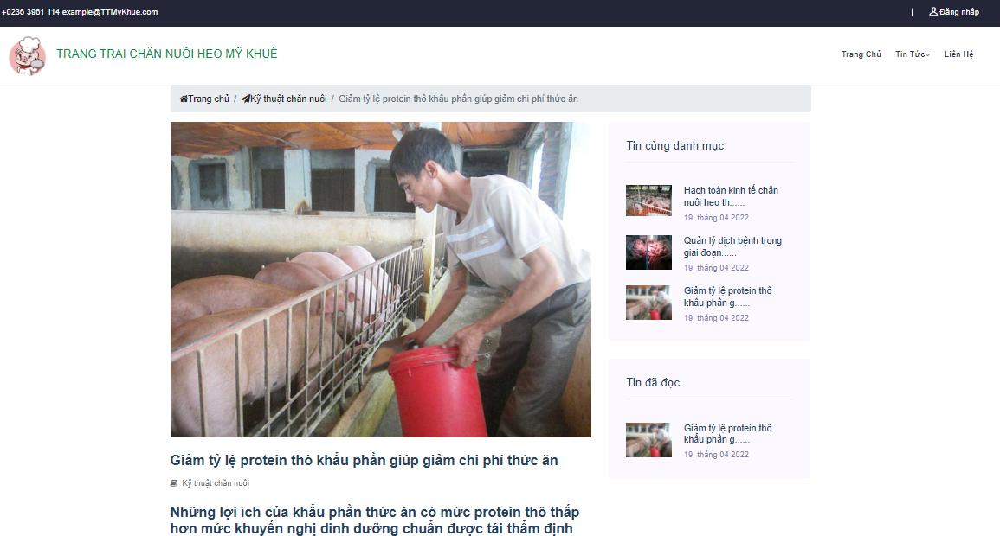 +0236 3961 114 example@TTMyKhue.com
| Đăng nhập
TRANG TRẠI CHĂN NUÔI HEO MỸ KHUÊ
Trang Chủ Tin Tức Liên Hệ
Trang chủ / Kỹ thuật chăn nuôi / Giảm tỷ lệ protein thô khẩu phần giúp giảm chi phí thức ăn
Giảm tỷ lệ protein thô khẩu phần giúp giảm chi phí thức ăn
Kỹ thuật chăn nuôi
Những lợi ích của khẩu phần thức ăn có mức protein thô thấp
hơn mức khuyến nghị dinh dưỡng chuẩn được tái thẩm định
Tin cùng danh mục
Hạch toán kinh tế chăn
nuôi heo th......
19, tháng 04 2022
Quản lý dịch bệnh trong
giai đoạn......
19, tháng 04 2022
Giảm tỷ lệ protein thô
khẩu phần g......
19, tháng 04 2022
Tin đã đọc
Giảm tỷ lệ protein thô
khẩu phần g......
19, tháng 04 2022